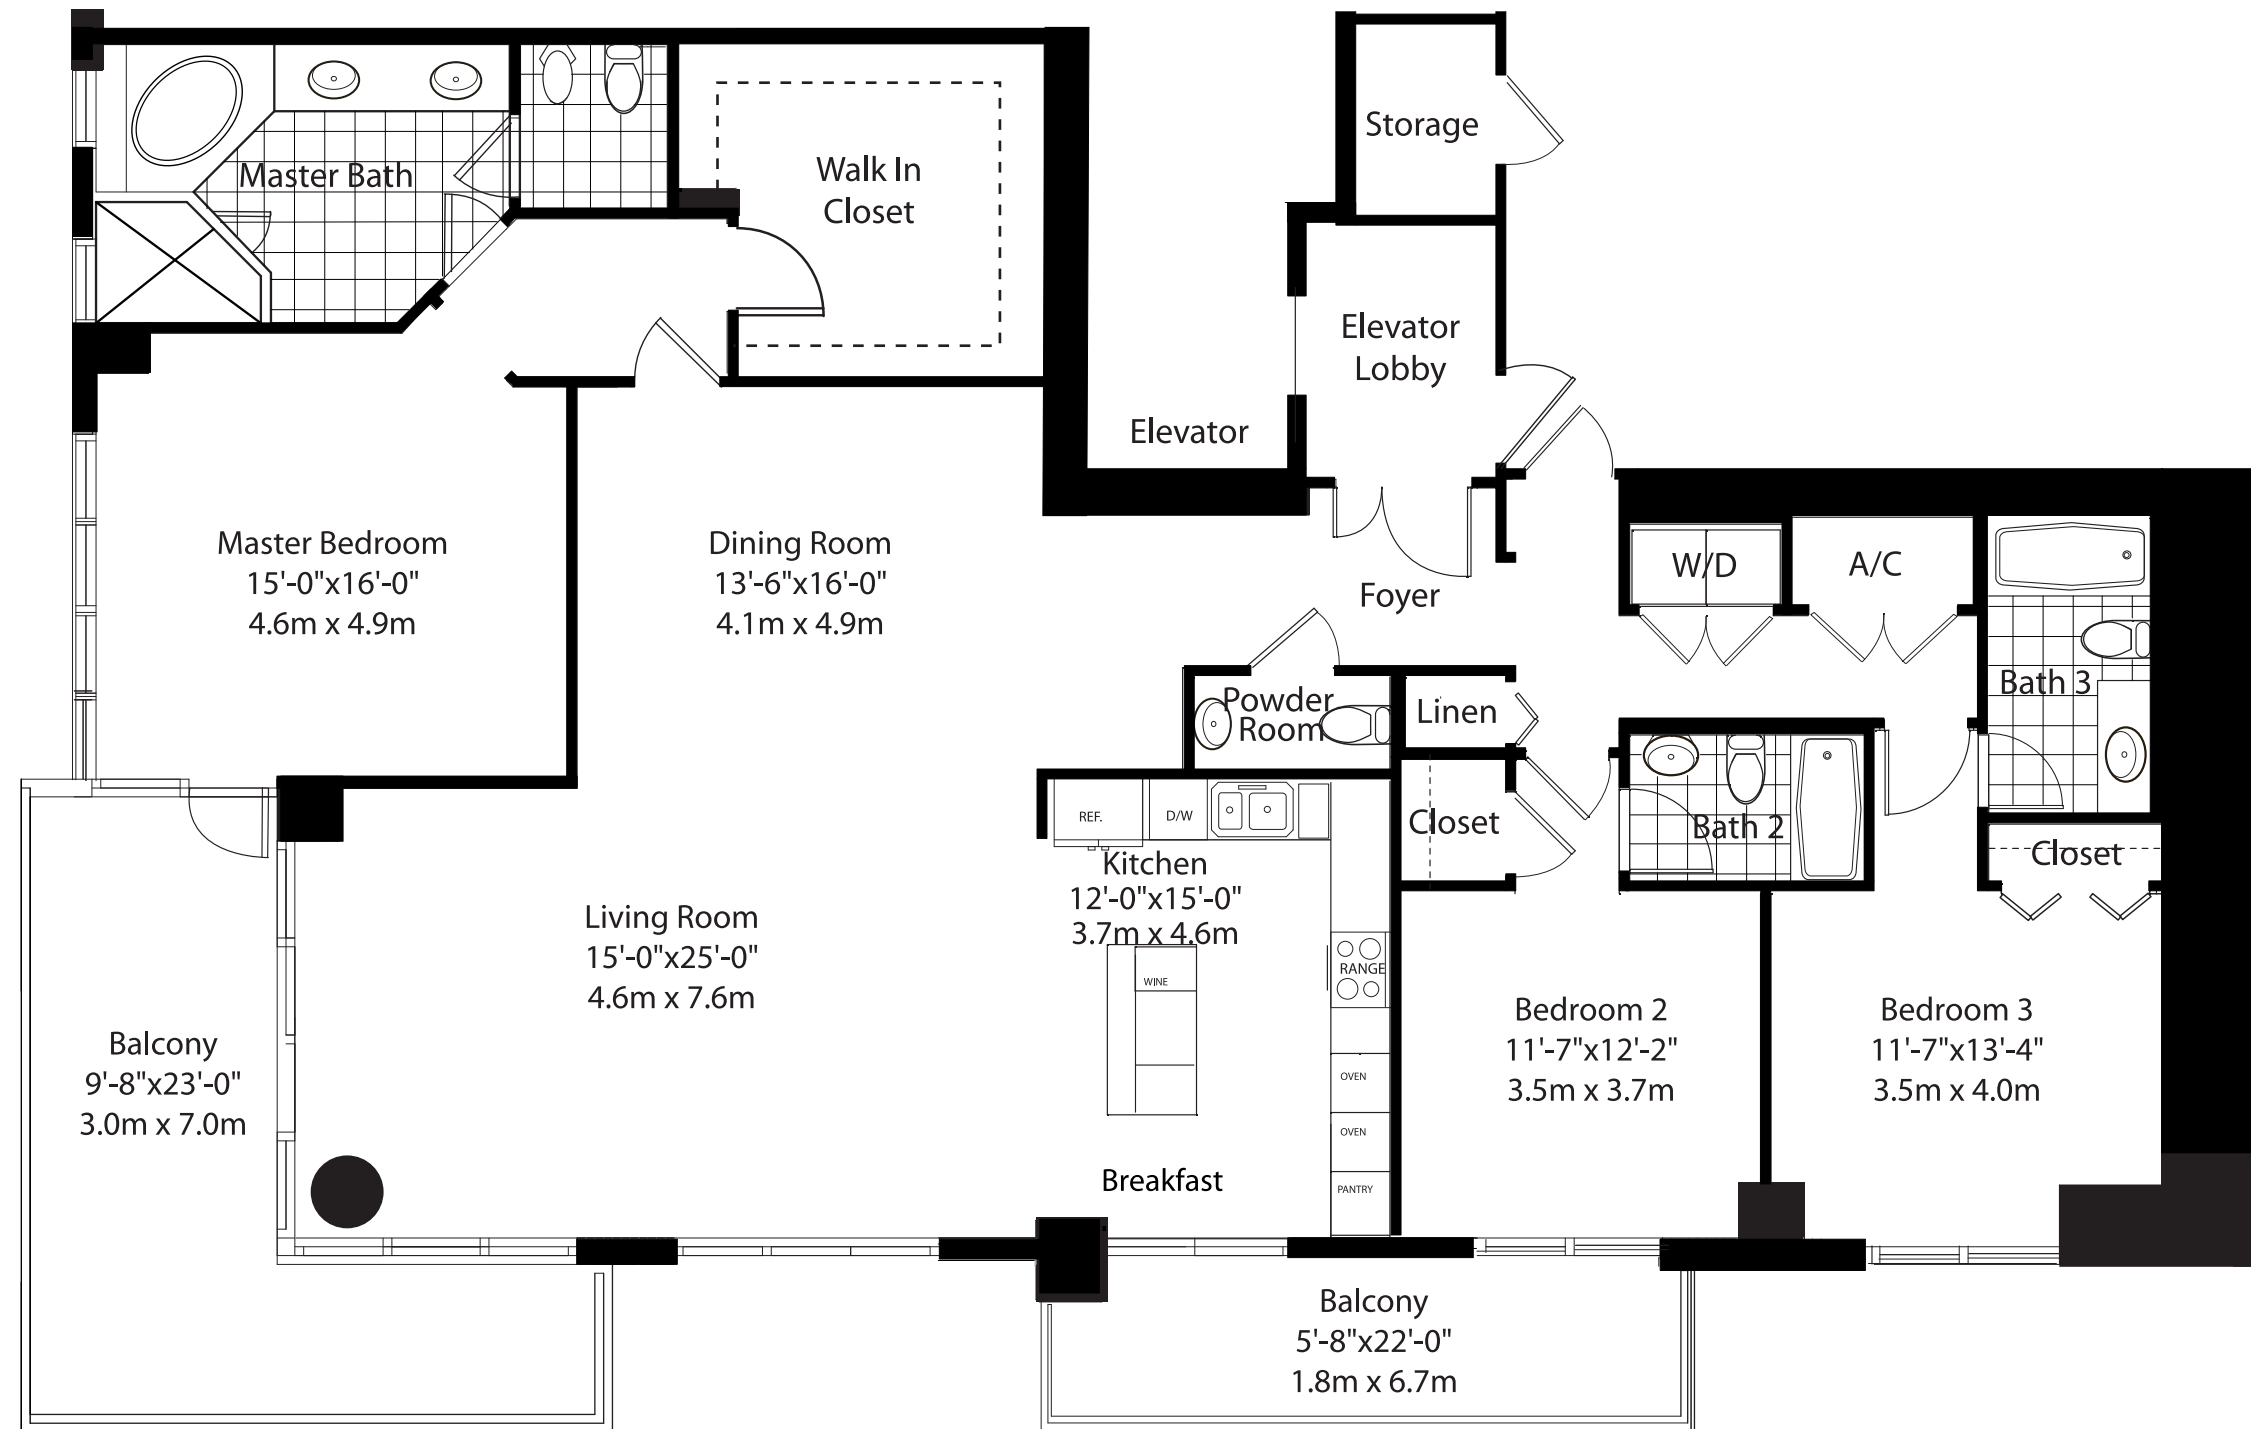 Storage
Master Bath
Walk In
Closet
Elevator
Lobby
Elevator
Master Bedroom
15'-0"x16'-0"
4.6m x 4.9m
Dining Room
13'-6"x16'-0"
4.1m x 4.9m
Foyer
W/D
A/C
Bath 3
Powder
Room
Linen
Closet
Bath 2
Closet
REF.
D/W
Kitchen
12'-0"x15'-0"
3.7m x 4.6m
Living Room
15'-0"x25'-0"
4.6m x 7.6m
WINE
RANGE
Bedroom 2
11'-7"x12'-2"
3.5m x 3.7m
Bedroom 3
11'-7"x13'-4"
3.5m x 4.0m
Balcony
9'-8"x23'-0"
3.0m x 7.0m
OVEN
OVEN
Breakfast
PANTRY
Balcony
5'-8"x22'-0"
1.8m x 6.7m